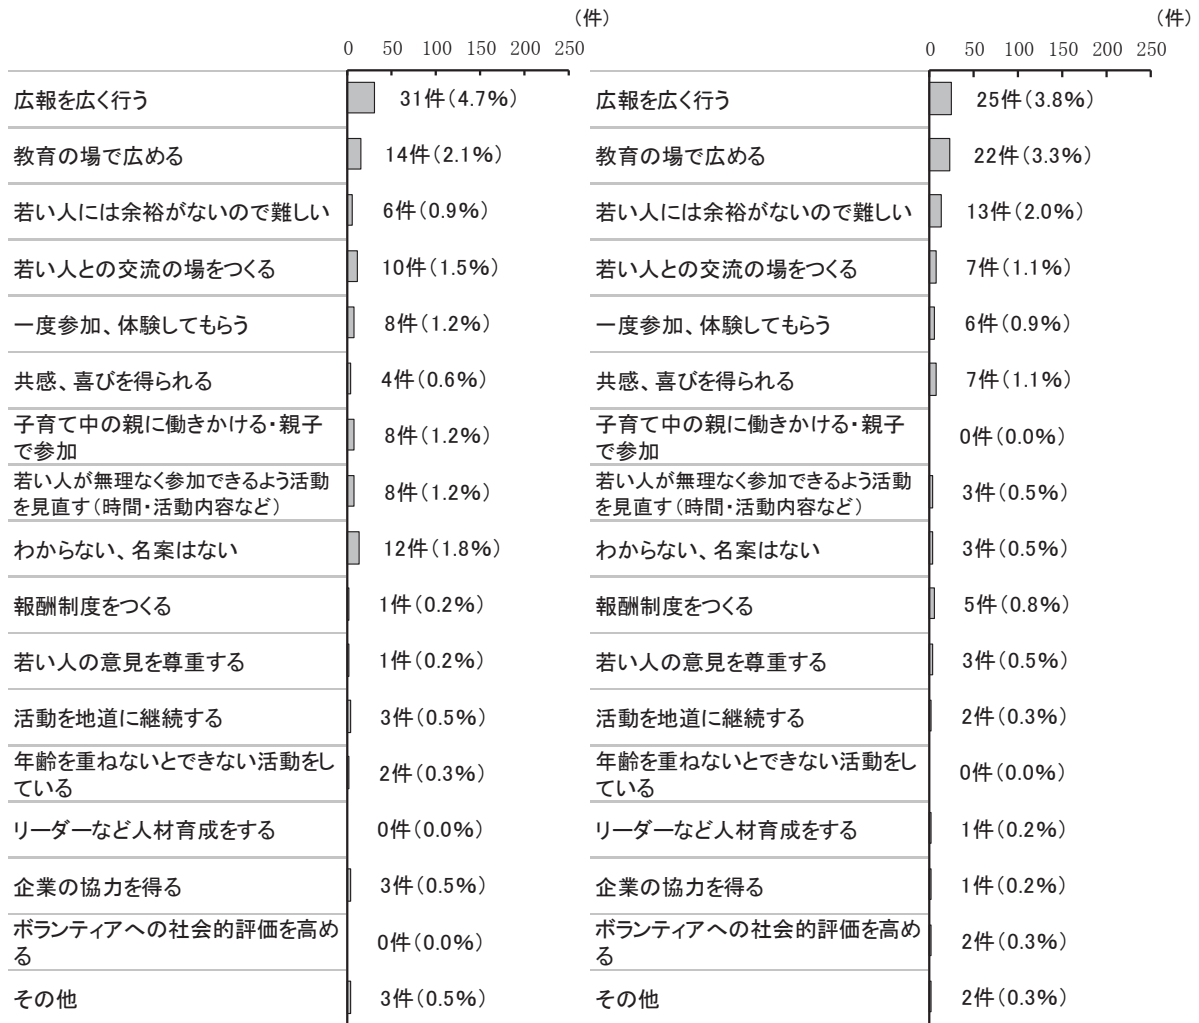 (件)
0 50 100 150 200 250
広報を広く行う 31件(4.7%)
教育の場で広める 14件(2.1%)
若い人には余裕がないので難しい 6件(0.9%)
若い人との交流の場をつくる 10件(1.5%)
一度参加、体験してもらう 8件(1.2%)
共感、喜びを得られる 4件(0.6%)
子育て中の親に働きかける・親子
で参加 8件(1.2%)
若い人が無理なく参加できるよう活動
を見直す(時間・活動内容など) 8件(1.2%)
わからない、名案はない 12件(1.8%)
報酬制度をつくる 1件(0.2%)
若い人の意見を尊重する 1件(0.2%)
活動を地道に継続する 3件(0.5%)
年齢を重ねないとできない活動をし
ている 2件(0.3%)
リーダーなど人材育成をする 0件(0.0%)
企業の協力を得る 3件(0.5%)
ボランティアへの社会的評価を高め
る 0件(0.0%)
その他 3件(0.5%)
(件)
0 50 100 150 200 250
広報を広く行う 25件(3.8%)
教育の場で広める 22件(3.3%)
若い人には余裕がないので難しい 13件(2.0%)
若い人との交流の場をつくる 7件(1.1%)
一度参加、体験してもらう 6件(0.9%)
共感、喜びを得られる 7件(1.1%)
子育て中の親に働きかける・親子
で参加 0件(0.0%)
若い人が無理なく参加できるよう活動
を見直す(時間・活動内容など) 3件(0.5%)
わからない、名案はない 3件(0.5%)
報酬制度をつくる 5件(0.8%)
若い人の意見を尊重する 3件(0.5%)
活動を地道に継続する 2件(0.3%)
年齢を重ねないとできない活動をし
ている 0件(0.0%)
リーダーなど人材育成をする 1件(0.2%)
企業の協力を得る 1件(0.2%)
ボランティアへの社会的評価を高め
る 2件(0.3%)
その他 2件(0.3%)